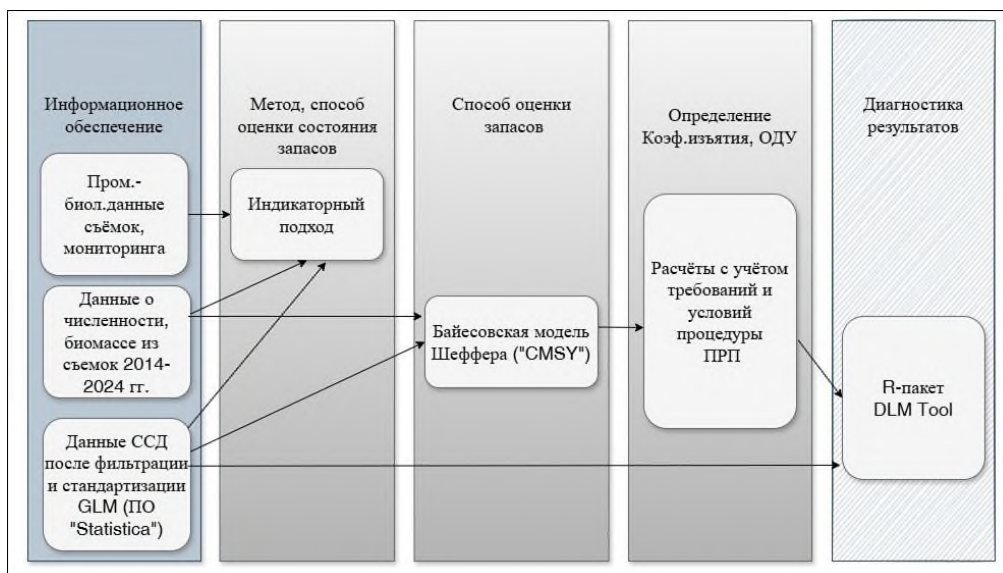 Информационное
обеспечение
Пром.-
биол.данные
съёмок,
мониторинга
Данные о
численности,
биомассе из
съемок 2014-
2024 гг.
Данные ССД
после фильтрации
и стандартизации
GLM (ПО
"Statistica")
Метод, способ
оценки состояния
запасов
Индикаторный
подход
Способ оценки
запасов
Байесовская модель
Шеффера ("CMSY")
Определение
Коэф.изъятия, ОДУ
Расчёты с учётом
требований и
условий
процедуры
ПРП
Диагностика
результатов
R-пакет
DLM Tool